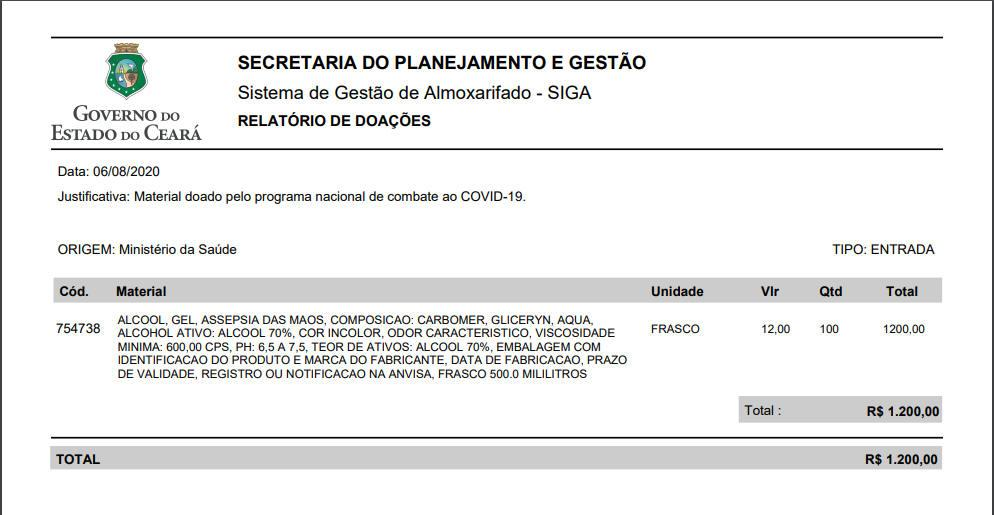 GOVERNO DO
ESTADO DO CEARÁ
SECRETARIA DO PLANEJAMENTO E GESTÃO
Sistema de Gestão de Almoxarifado - SIGA
RELATÓRIO DE DOAÇÕES
Data: 06/08/2020
Justificativa: Material doado pelo programa nacional de combate ao COVID-19.
ORIGEM: Ministério da Saúde TIPO: ENTRADA
Cód. Material Unidade Vlr Qtd Total
754738 ALCOOL, GEL, ASSEPSIA DAS MAOS, COMPOSICAO: CARBOMER, GLICERYN, AQUA,
ALCOHOL ATIVO: ALCOOL 70%, COR INCOLOR, ODOR CARACTERISTICO, VISCOSIDADE
MINIMA: 600,00 CPS, PH: 6,5 A 7,5, TEOR DE ATIVOS: ALCOOL 70%, EMBALAGEM COM
IDENTIFICACAO DO PRODUTO E MARCA DO FABRICANTE, DATA DE FABRICACAO, PRAZO
DE VALIDADE, REGISTRO OU NOTIFICACAO NA ANVISA, FRASCO 500.0 MILILITROS
FRASCO 12,00 100 1200,00
Total : R$ 1.200,00
TOTAL R$ 1.200,00